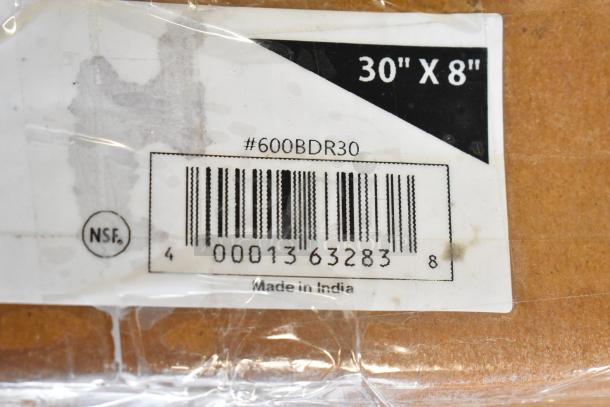 30" X 8"
#600BDR30
NSF®
4 00013 63283 8
Made in India